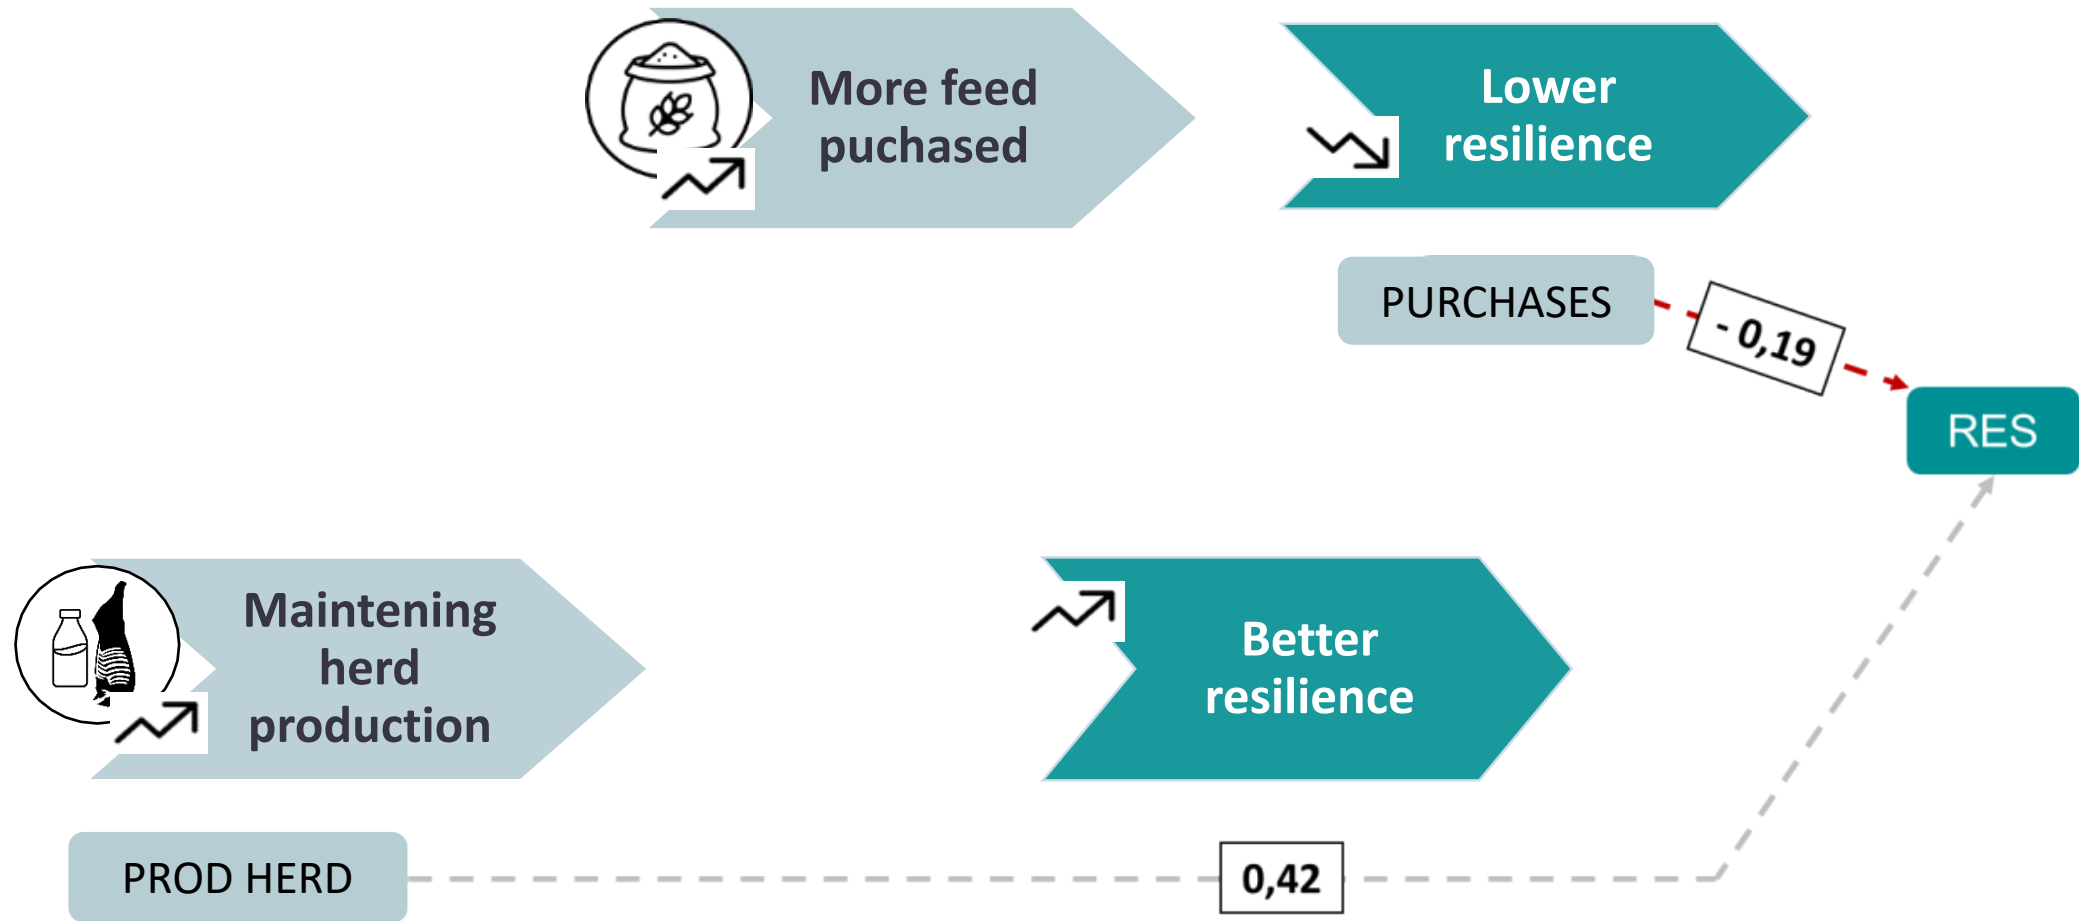 More feed
puchased
Lower
resilience
PURCHASES
- 0,19
RES
Maintening
herd
production
Better
resilience
PROD HERD
0,42